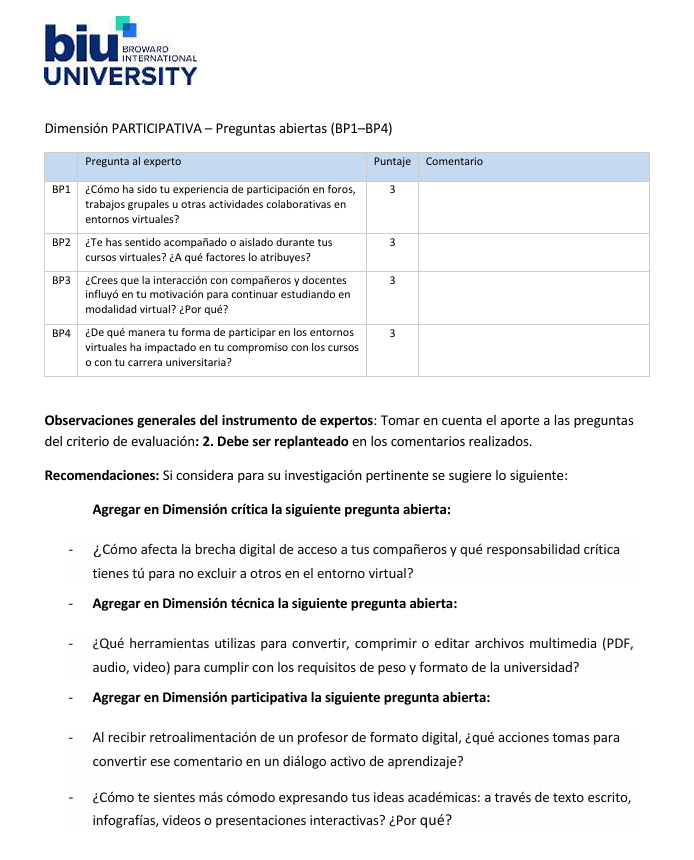 biu BROWARD
INTERNATIONAL
UNIVERSITY
Dimensión PARTICIPATIVA – Preguntas abiertas (BP1–BP4)
Pregunta al experto Puntaje Comentario
BP1 ¿Cómo ha sido tu experiencia de participación en foros, 3
trabajos grupales u otras actividades colaborativas en
entornos virtuales?
BP2 ¿Te has sentido acompañado o aislado durante tus 3
cursos virtuales? ¿A qué factores lo atribuyes?
BP3 ¿Crees que la interacción con compañeros y docentes 3
influyó en tu motivación para continuar estudiando en
modalidad virtual? ¿Por qué?
BP4 ¿De qué manera tu forma de participar en los entornos 3
virtuales ha impactado en tu compromiso con los cursos
o con tu carrera universitaria?
Observaciones generales del instrumento de expertos: Tomar en cuenta el aporte a las preguntas
del criterio de evaluación: 2. Debe ser replanteado en los comentarios realizados.
Recomendaciones: Si considera para su investigación pertinente se sugiere lo siguiente:
Agregar en Dimensión crítica la siguiente pregunta abierta:
- ¿Cómo afecta la brecha digital de acceso a tus compañeros y qué responsabilidad crítica
tienes tú para no excluir a otros en el entorno virtual?
- Agregar en Dimensión técnica la siguiente pregunta abierta:
- ¿Qué herramientas utilizas para convertir, comprimir o editar archivos multimedia (PDF,
audio, video) para cumplir con los requisitos de peso y formato de la universidad?
- Agregar en Dimensión participativa la siguiente pregunta abierta:
- Al recibir retroalimentación de un profesor de formato digital, ¿qué acciones tomas para
convertir ese comentario en un diálogo activo de aprendizaje?
- ¿Cómo te sientes más cómodo expresando tus ideas académicas: a través de texto escrito,
infografías, videos o presentaciones interactivas? ¿Por qué?